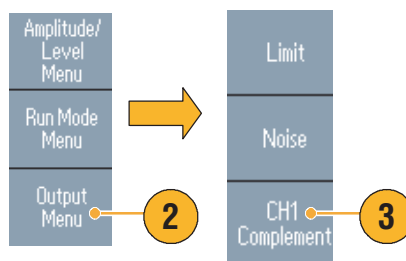 Amplitude/
Level
Menu
Run Mode
Menu
Output
Menu
2
Limit
Noise
CH1
Complement
3